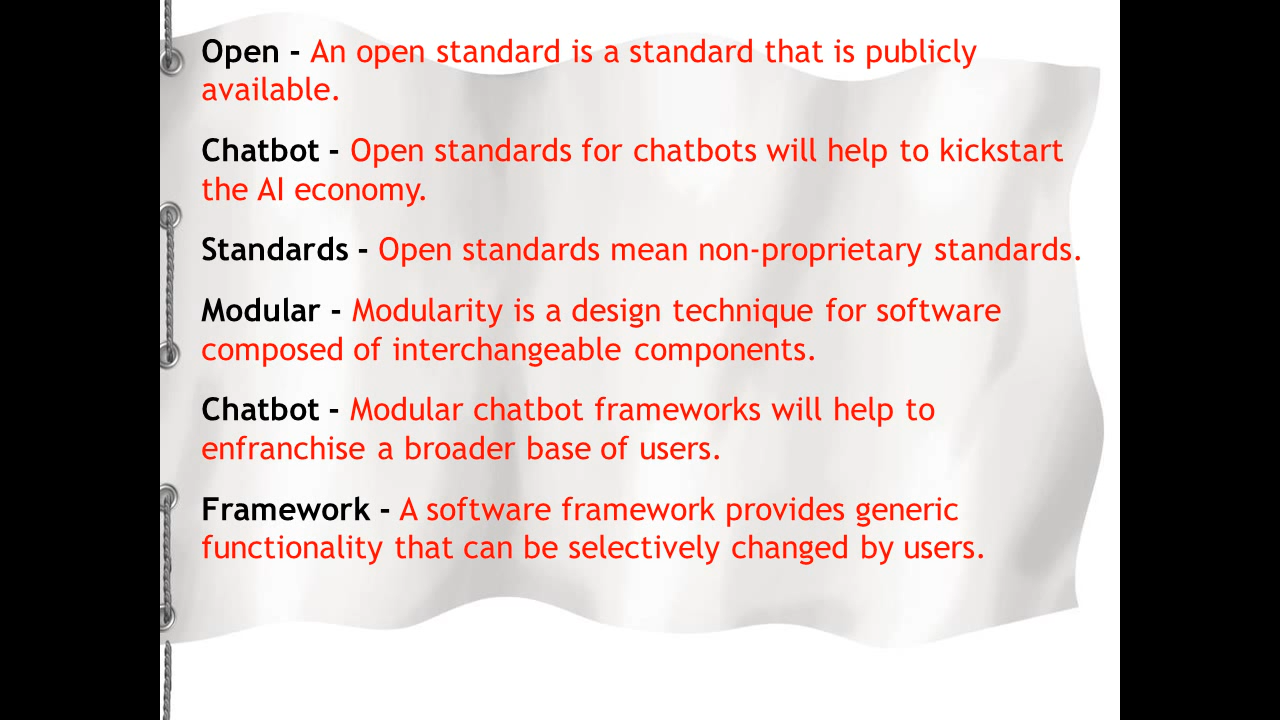 Open - An open standard is a standard that is publicly
available.
Chatbot - Open standards for chatbots will help to kickstart
the AI economy.
Standards - Open standards mean non-proprietary standards.
Modular - Modularity is a design technique for software
composed of interchangeable components.
Chatbot - Modular chatbot frameworks will help to
enfranchise a broader base of users.
Framework - A software framework provides generic
functionality that can be selectively changed by users.